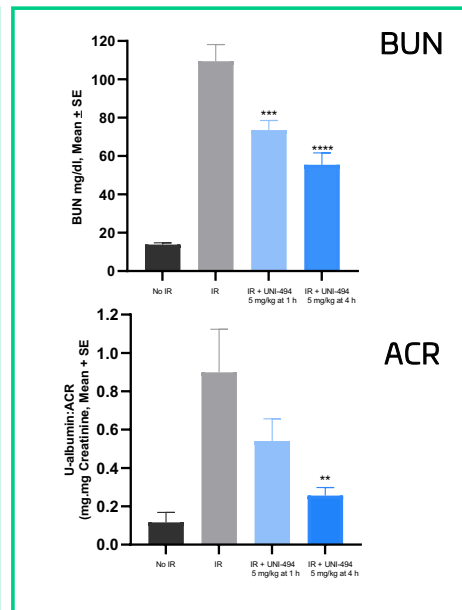 BUN
BUN mg/dl, Mean ± SE
120
100
80
60
40
20
0
***
****
No IR
IR
IR + UNI-494
5 mg/kg at 1 h
IR + UNI-494
5 mg/kg at 4 h
ACR
U-albumin:ACR
(mg.mg Creatinine, Mean + SE
1.2
1.0
0.8
0.6
0.4
0.2
0.0
**
No IR
IR
IR + UNI-494
5 mg/kg at 1 h
IR + UNI-494
5 mg/kg at 4 h